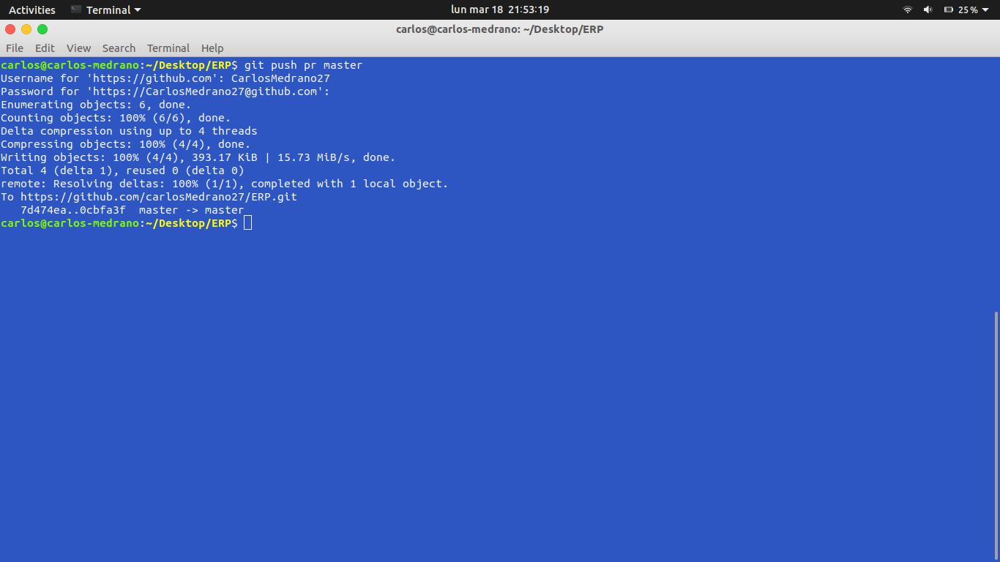 Activities Terminal lun mar 18 21:53:19 25%
carlos@carlos-medrano: ~/Desktop/ERP
File Edit View Search Terminal Help
carlos@carlos-medrano:~/Desktop/ERP$ git push pr master
Username for 'https://github.com': CarlosMedrano27
Password for 'https://CarlosMedrano27@github.com':
Enumerating objects: 6, done.
Counting objects: 100% (6/6), done.
Delta compression using up to 4 threads
Compressing objects: 100% (4/4), done.
Writing objects: 100% (4/4), 393.17 KiB | 15.73 MiB/s, done.
Total 4 (delta 1), reused 0 (delta 0)
remote: Resolving deltas: 100% (1/1), completed with 1 local object.
To https://github.com/carlosMedrano27/ERP.git
   7d474ea..0cbfa3f  master -> master
carlos@carlos-medrano:~/Desktop/ERP$